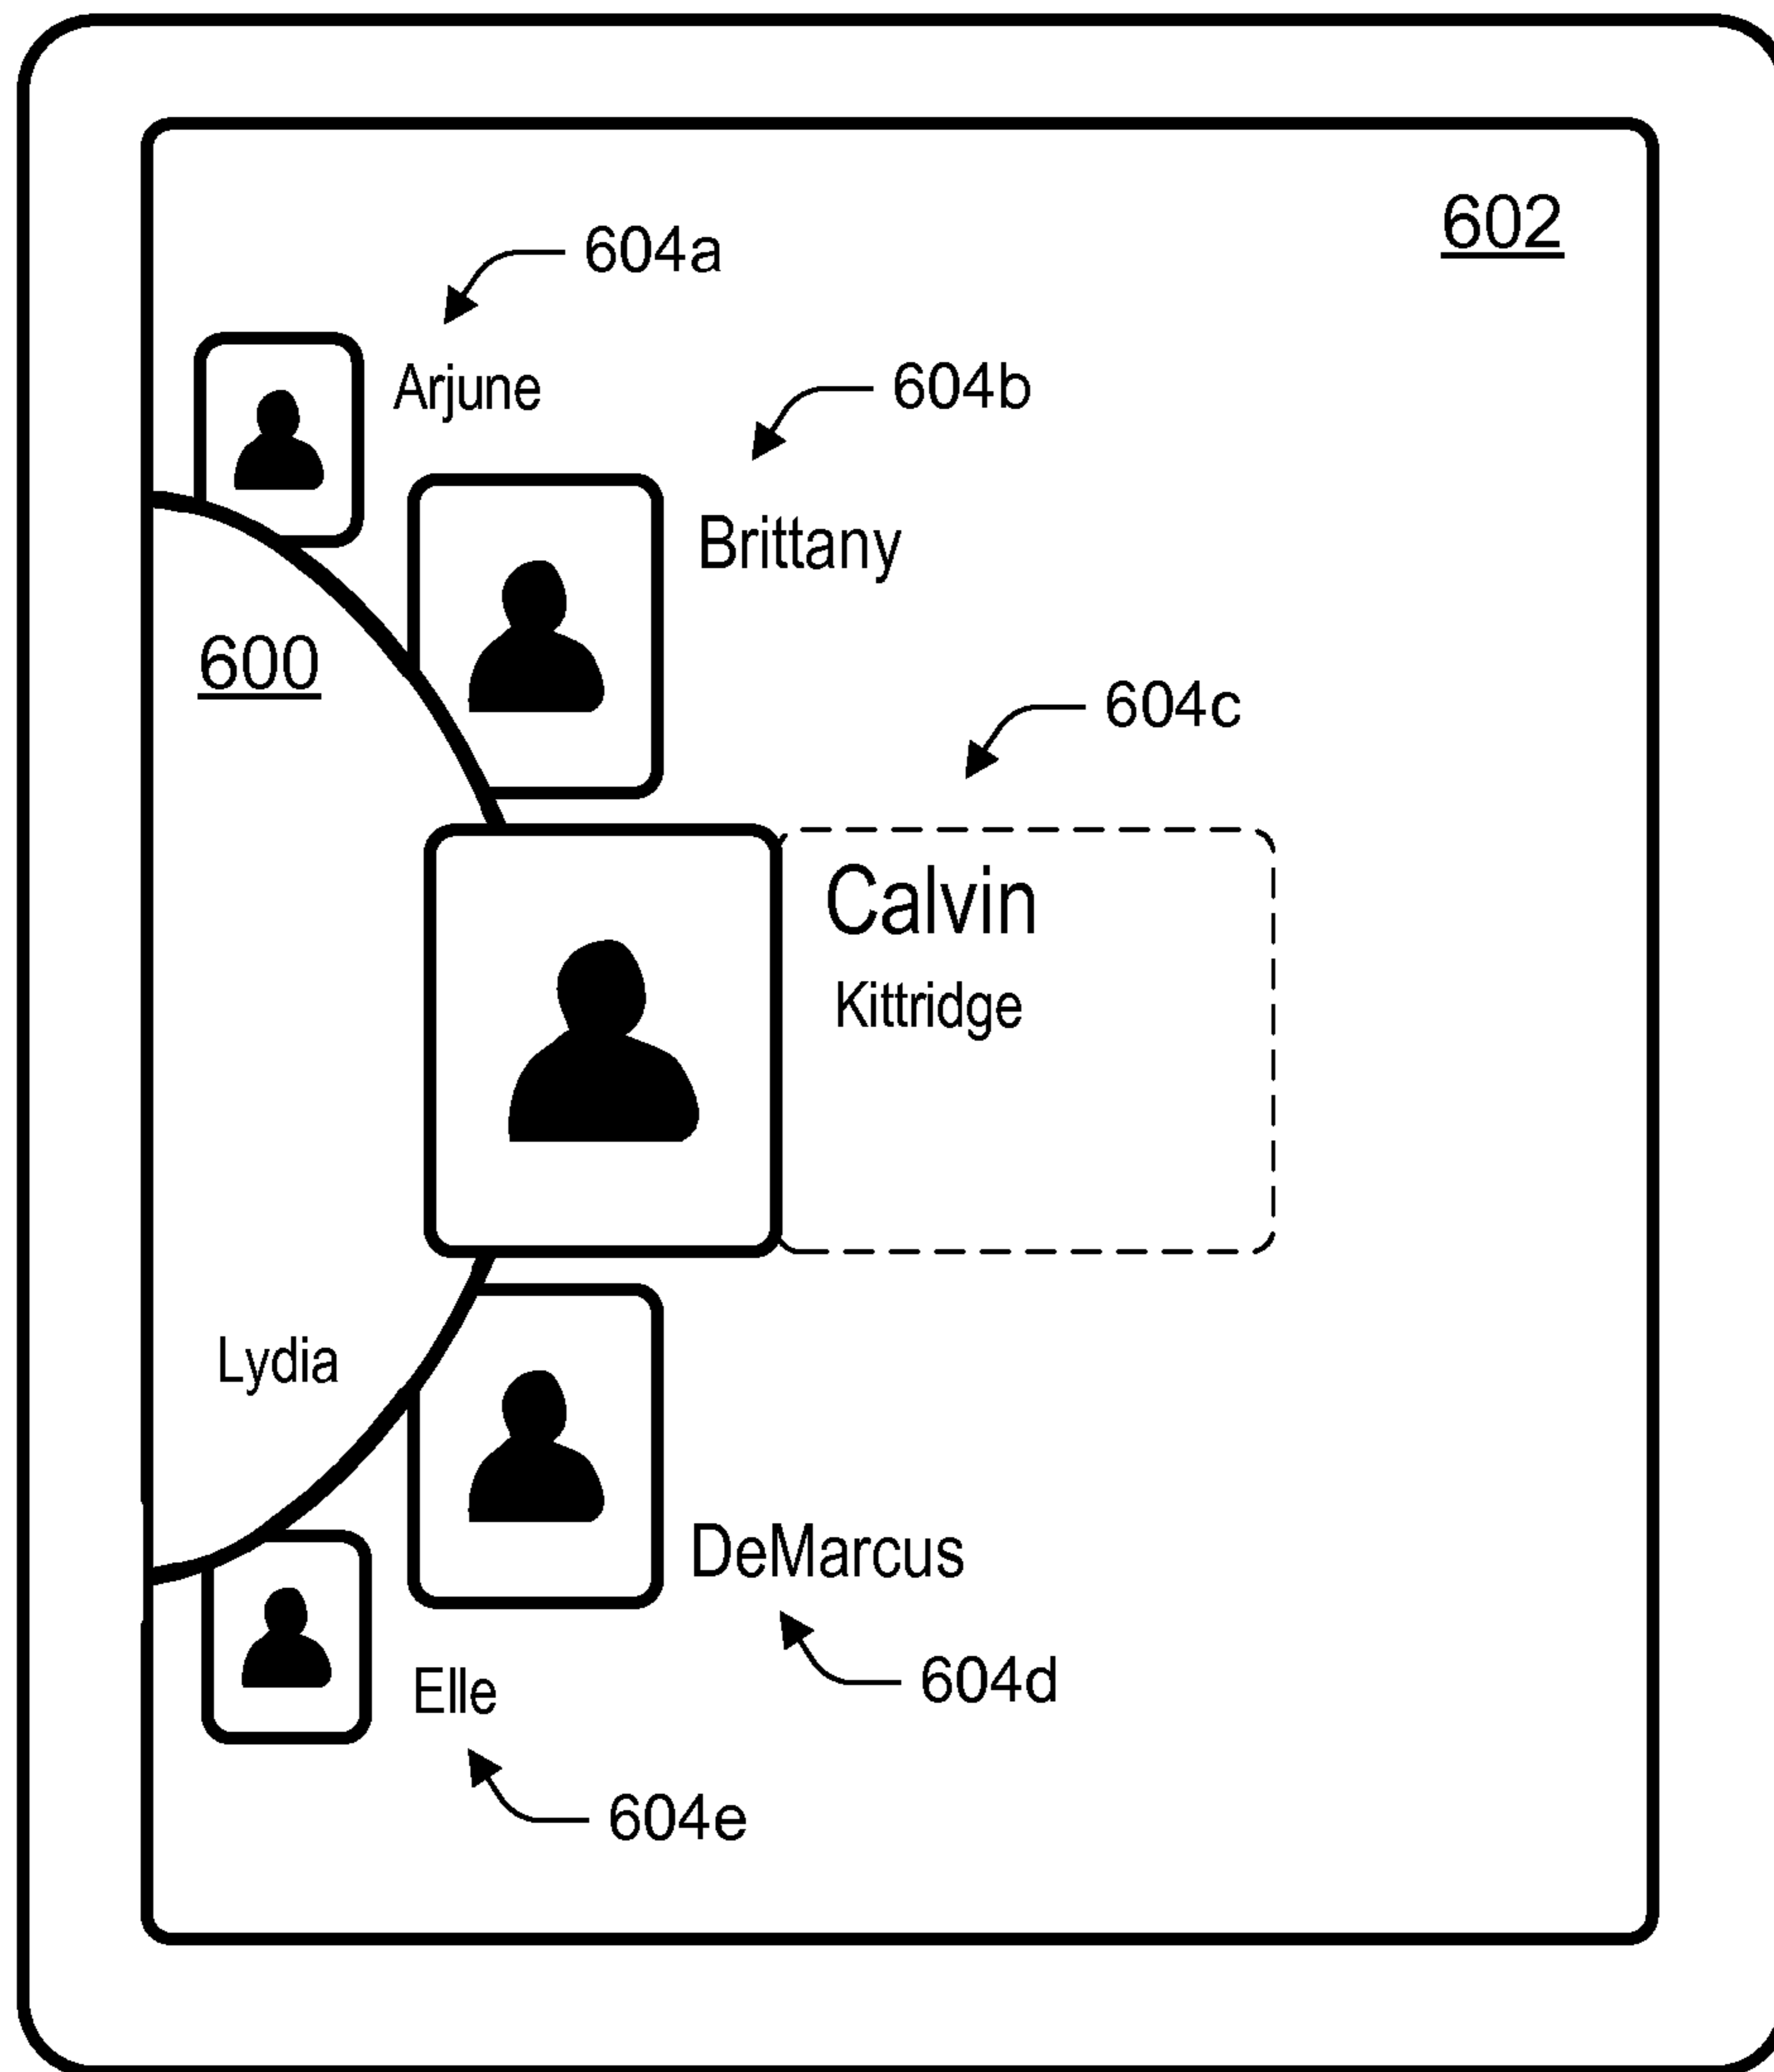 602
604a
Arjune
604b
Brittany
600
604c
Calvin
Kittridge
Lydia
DeMarcus
604d
Elle
604e